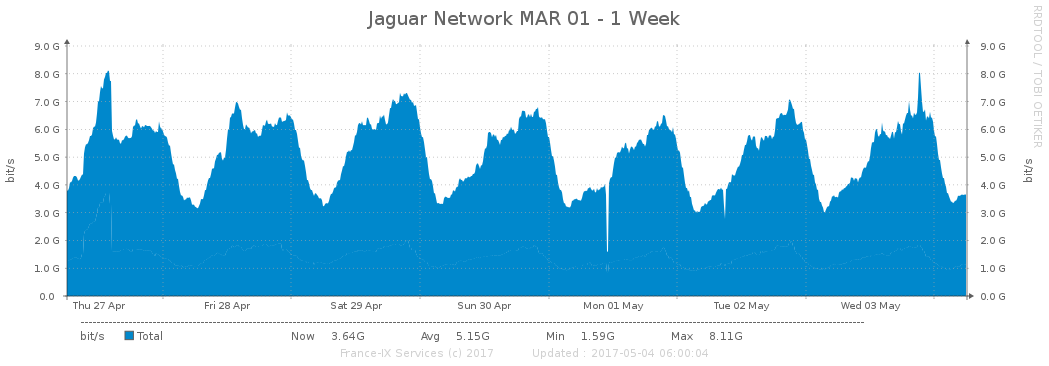 Jaguar Network MAR 01 - 1 Week
RRDTOOL / TOBI OETIKER
bit/s
9.0 G
8.0 G
7.0 G
6.0 G
5.0 G
4.0 G
3.0 G
2.0 G
1.0 G
0.0
9.0 G
8.0 G
7.0 G
6.0 G
5.0 G
4.0 G
3.0 G
2.0 G
1.0 G
0.0 G
bit/s
Thu 27 Apr Fri 28 Apr Sat 29 Apr Sun 30 Apr Mon 01 May Tue 02 May Wed 03 May
bit/s Total Now 3.64G Avg 5.15G Min 1.59G Max 8.11G
France-IX Services (c) 2017 Updated : 2017-05-04 06:00:04